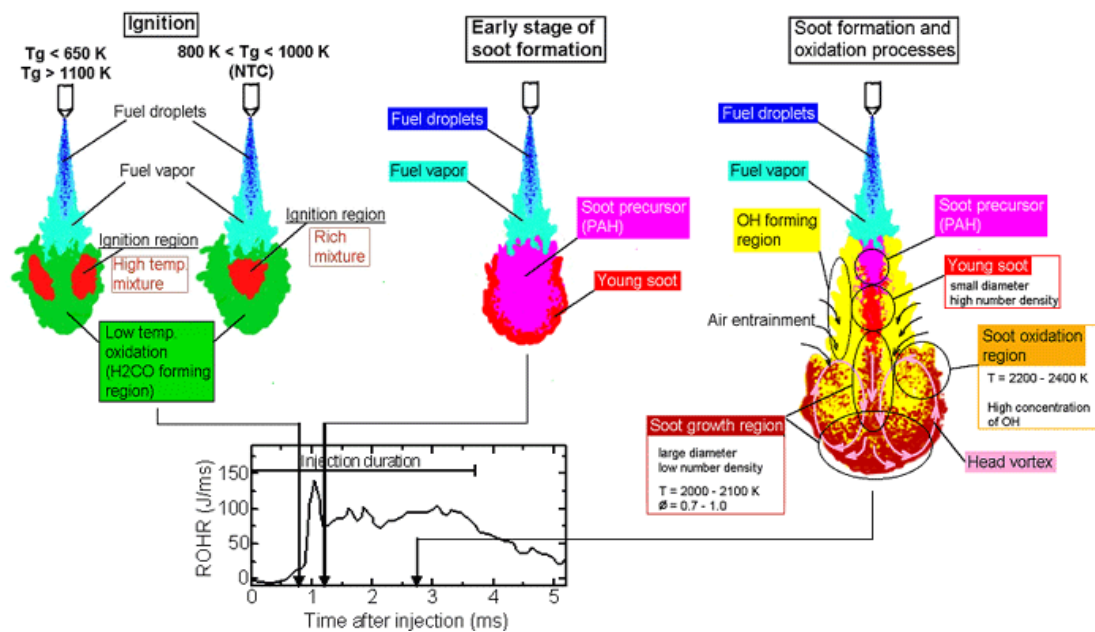 Ignition
Tg < 650 K
Tg > 1100 K
800 K < Tg < 1000 K
(NTC)
Fuel droplets
Fuel vapor
Ignition region
High temp.
mixture
Ignition region
Rich
mixture
Low temp.
oxidation
(H2CO forming
region)
Early stage of
soot formation
Fuel droplets
Fuel vapor
Soot precursor
(PAH)
Young soot
Soot formation and
oxidation processes
Fuel droplets
Fuel vapor
OH forming
region
Soot precursor
(PAH)
Young soot
small diameter
high number density
Air entrainment
Soot oxidation
region
T = 2200 - 2400 K
High concentration
of OH
Soot growth region
large diameter
low number density
T = 2000 - 2100 K
Ø = 0.7 - 1.0
Head vortex
Injection duration
ROHR (J/ms)
150
100
50
0
0
1
2
3
4
5
Time after injection (ms)